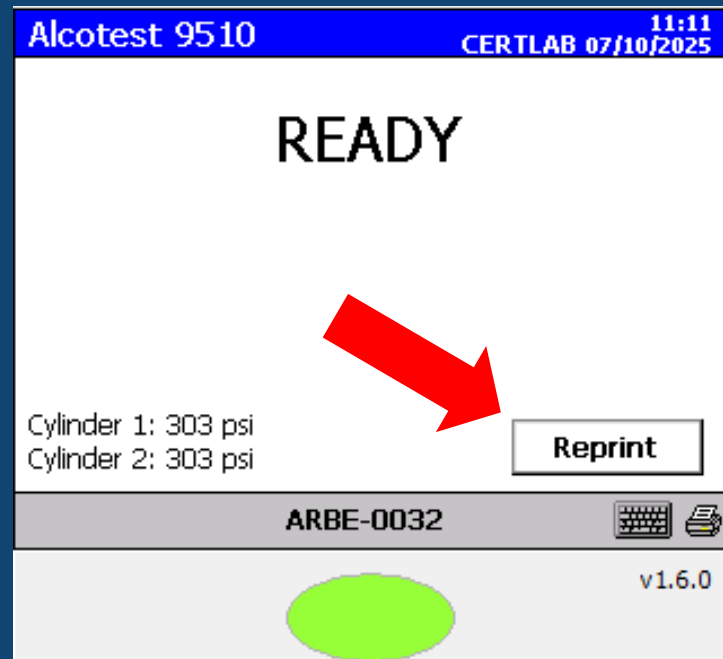 Alcotest 9510
11:11
CERTLAB 07/10/2025
READY
Cylinder 1: 303 psi
Cylinder 2: 303 psi
Reprint
ARBE-0032
v1.6.0